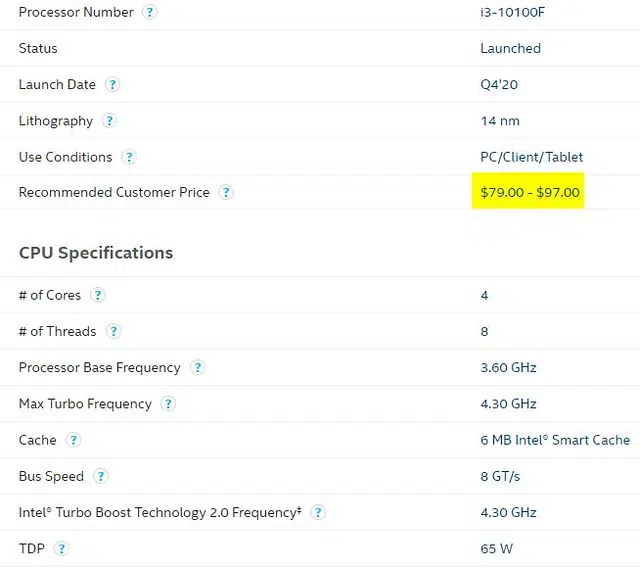 Processor Number ? i3-10100F
Status Launched
Launch Date ? Q4'20
Lithography ? 14 nm
Use Conditions ? PC/Client/Tablet
Recommended Customer Price ? $79.00 - $97.00
CPU Specifications
# of Cores ? 4
# of Threads ? 8
Processor Base Frequency ? 3.60 GHz
Max Turbo Frequency ? 4.30 GHz
Cache ? 6 MB Intel® Smart Cache
Bus Speed ? 8 GT/s
Intel® Turbo Boost Technology 2.0 Frequency‡ ? 4.30 GHz
TDP ? 65 W